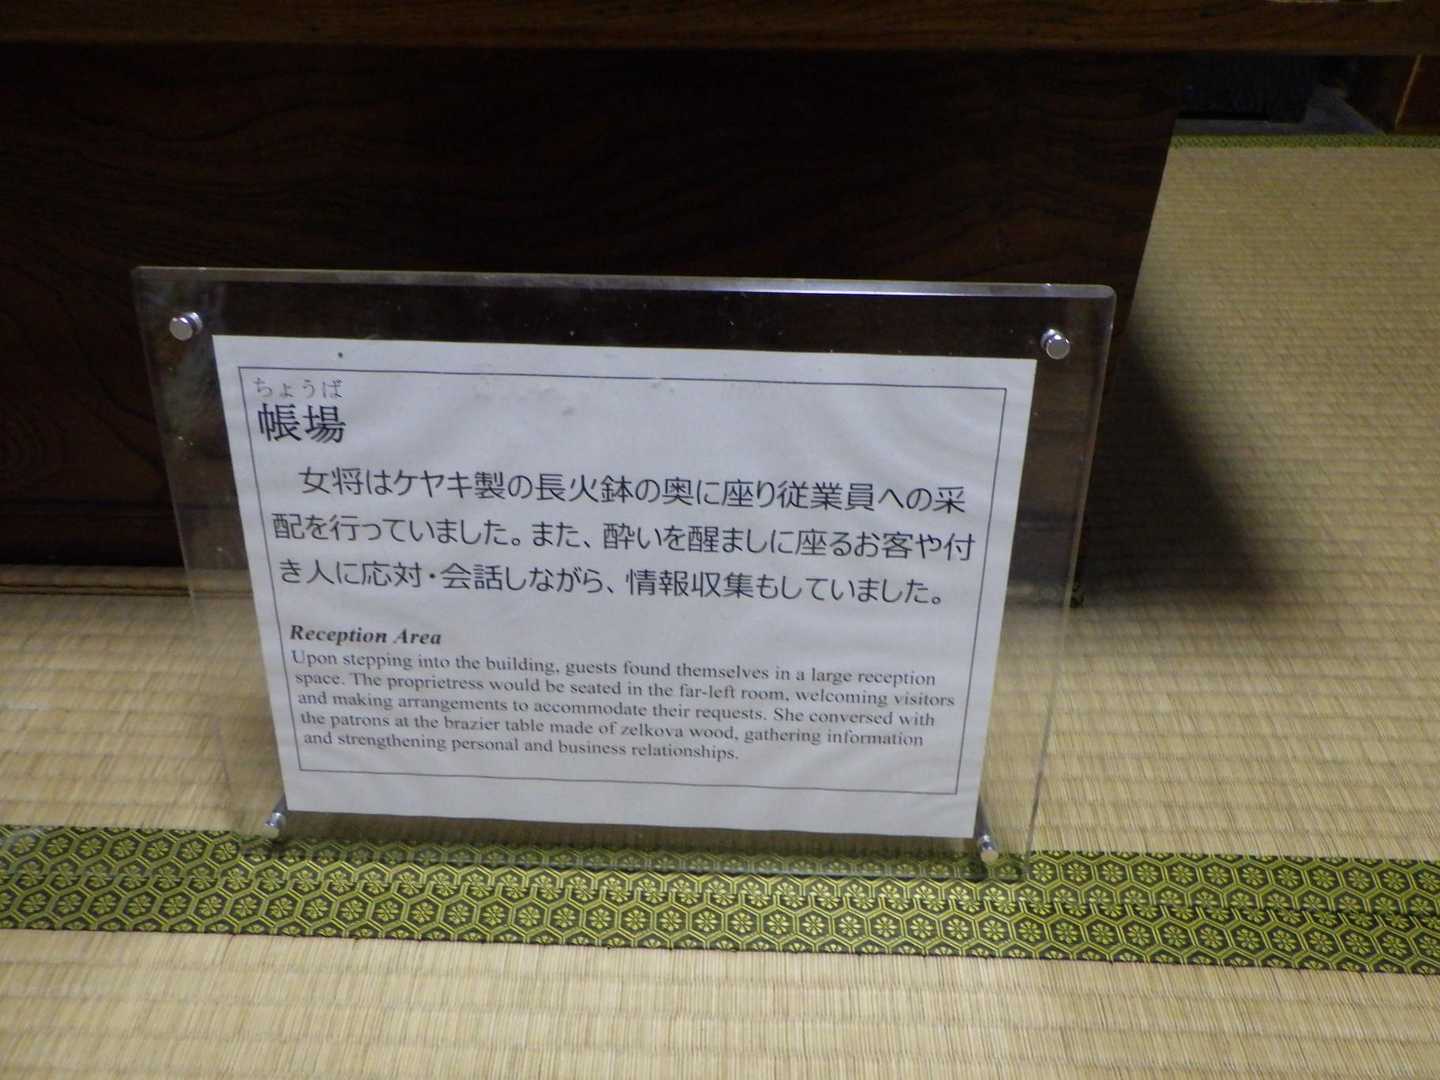 ちょうば
帳場
女将はケヤキ製の長火鉢の奥に座り従業員への采
配を行っていました。また、酔いを醒ましに座るお客や付
き人に応対・会話しながら、情報収集もしていました。
Reception Area
Upon stepping into the building, guests found themselves in a large reception
space. The proprietress would be seated in the far-left room, welcoming visitors
and making arrangements to accommodate their requests. She conversed with
the patrons at the brazier table made of zelkova wood, gathering information
and strengthening personal and business relationships.